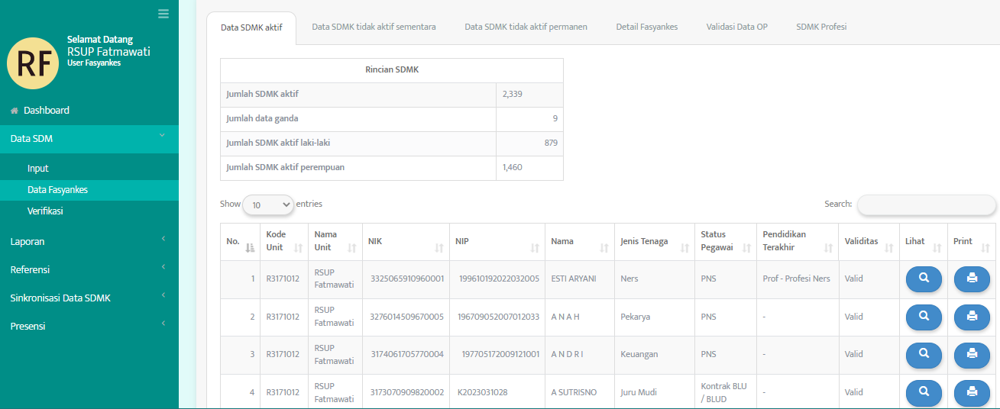 Selamat Datang
RSUP Fatmawati
User Fasyankes
RF
Dashboard
Data SDM
Input
Data Fasyankes
Verifikasi
Laporan
Referensi
Sinkronisasi Data SDMK
Presensi
Data SDMK aktif
Data SDMK tidak aktif sementara
Data SDMK tidak aktif permanen
Detail Fasyankes
Validasi Data OP
SDMK Profesi
Rincian SDMK
Jumlah SDMK aktif 2,339
Jumlah data ganda 9
Jumlah SDMK aktif laki-laki 879
Jumlah SDMK aktif perempuan 1,460
Show 10 entries
Search:
No. Kode Unit Nama Unit NIK NIP Nama Jenis Tenaga Status Pegawai Pendidikan Terakhir Validitas Lihat Print
1 R3171012 RSUP Fatmawati 3325065910960001 199610192022032005 ESTI ARYANI Ners PNS Prof - Profesi Ners Valid
2 R3171012 RSUP Fatmawati 3276014509670005 196709052007012033 A N A H Pekarya PNS - Valid
3 R3171012 RSUP Fatmawati 3174061705770004 197705172009121001 A N D R I Keuangan PNS - Valid
4 R3171012 RSUP Fatmawati 3173070909820002 K2023031028 A SUTRISNO Juru Mudi Kontrak BLU / BLUD - Valid